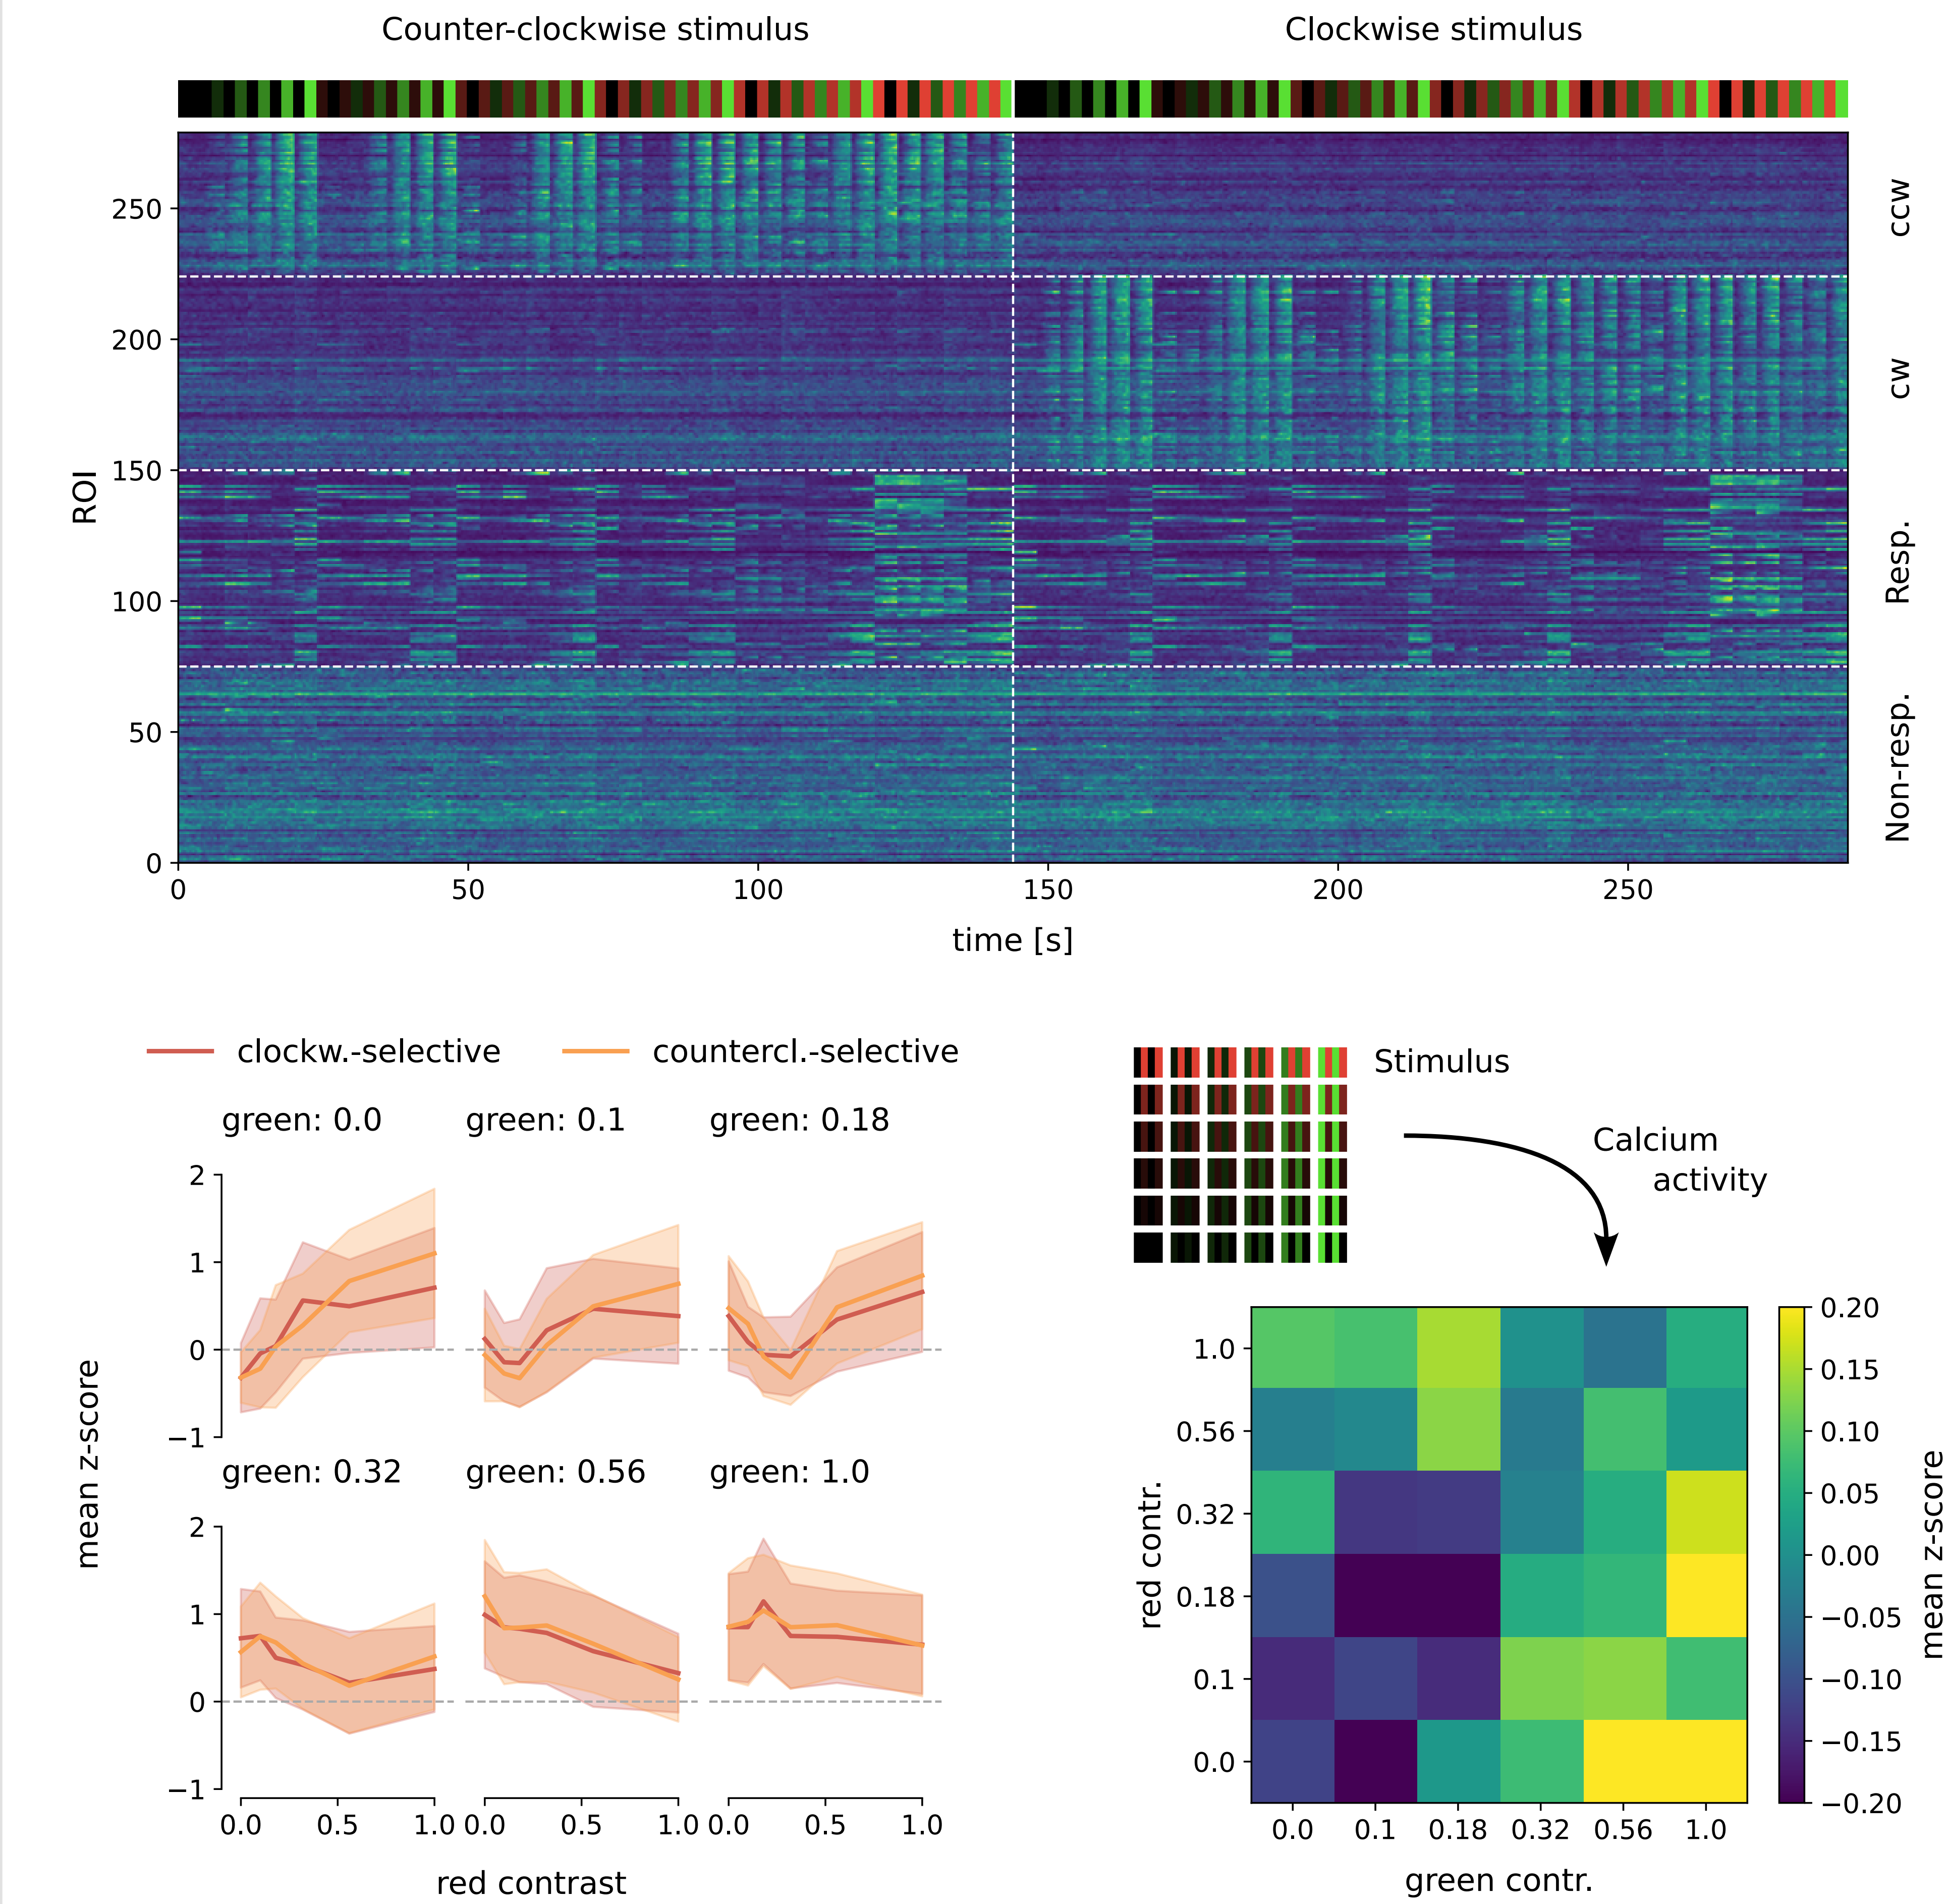 Counter-clockwise stimulus
Clockwise stimulus
ROI
250
200
150
100
50
0
ccw
cw
Resp.
Non-resp.
0
50
100
150
200
250
time [s]
clockw.-selective
countercl.-selective
green: 0.0
green: 0.1
green: 0.18
mean z-score
2
1
0
−1
green: 0.32
green: 0.56
green: 1.0
2
1
0
−1
0.0
0.5
1.0
0.0
0.5
1.0
0.0
0.5
1.0
red contrast
Stimulus
Calcium
activity
red contr.
1.0
0.56
0.32
0.18
0.1
0.0
0.0
0.1
0.18
0.32
0.56
1.0
green contr.
0.20
0.15
0.10
0.05
0.00
−0.05
−0.10
−0.15
−0.20
mean z-score